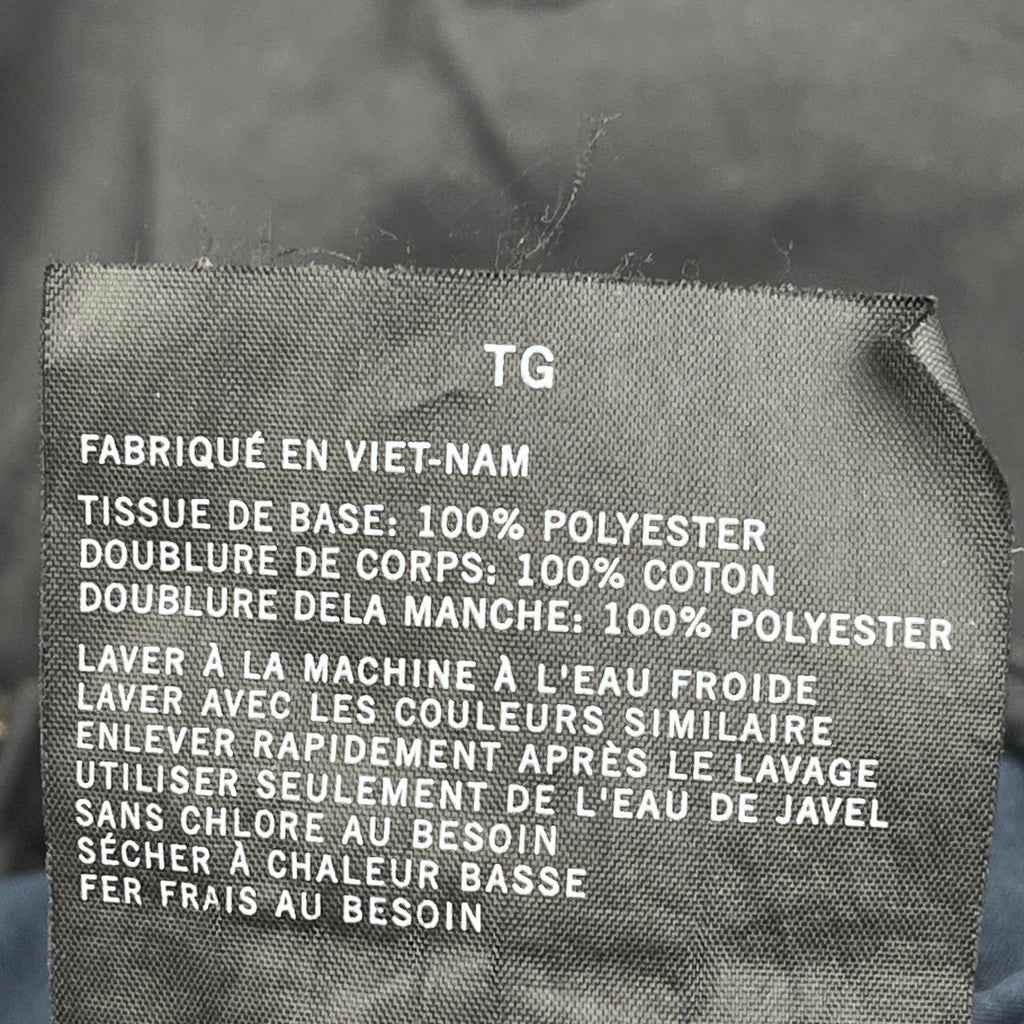 TG
FABRIQUÉ EN VIET-NAM
TISSUE DE BASE: 100% POLYESTER
DOUBLURE DE CORPS: 100% COTON
DOUBLURE DELA MANCHE: 100% POLYESTER
LAVER À LA MACHINE À L'EAU FROIDE
LAVER AVEC LES COULEURS SIMILAIRE
ENLEVER RAPIDEMENT APRÈS LE LAVAGE
UTILISER SEULEMENT DE L'EAU DE JAVEL
SANS CHLORE AU BESOIN
SÉCHER À CHALEUR BASSE
FER FRAIS AU BESOIN